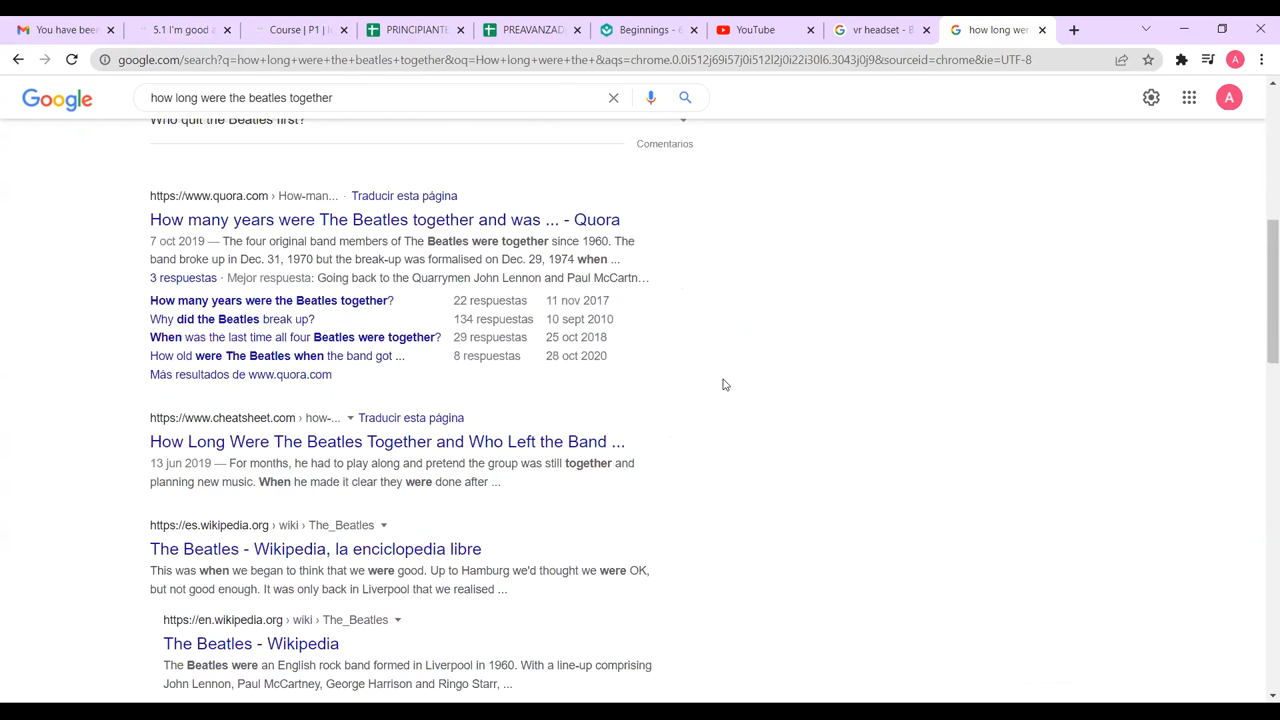 You have been
5.1 I'm good a
Course | P1 | I
PRINCIPIANTE
PREAVANZAD
Beginnings - 6
YouTube
vr headset - B
how long wer
google.com/search?q=how+long+were+the+beatles+together&oq=How+long+were+the+&aqs=chrome.0.0i512j69i57j0i512l2j0i22i30l6.3043j0j9&sourceid=chrome&ie=UTF-8
A
Google
how long were the beatles together
A
Who quit the Beatles first?
Comentarios
https://www.quora.com › How-man... · Traducir esta página
How many years were The Beatles together and was ... - Quora
7 oct 2019 — The four original band members of The Beatles were together since 1960. The
band broke up in Dec. 31, 1970 but the break-up was formalised on Dec. 29, 1974 when ...
3 respuestas · Mejor respuesta: Going back to the Quarrymen John Lennon and Paul McCartn...
How many years were the Beatles together? 22 respuestas 11 nov 2017
Why did the Beatles break up? 134 respuestas 10 sept 2010
When was the last time all four Beatles were together? 29 respuestas 25 oct 2018
How old were The Beatles when the band got ... 8 respuestas 28 oct 2020
Más resultados de www.quora.com
https://www.cheatsheet.com › how-... Traducir esta página
How Long Were The Beatles Together and Who Left the Band ...
13 jun 2019 — For months, he had to play along and pretend the group was still together and
planning new music. When he made it clear they were done after ...
https://es.wikipedia.org › wiki › The_Beatles
The Beatles - Wikipedia, la enciclopedia libre
This was when we began to think that we were good. Up to Hamburg we'd thought we were OK,
but not good enough. It was only back in Liverpool that we realised ...
https://en.wikipedia.org › wiki › The_Beatles
The Beatles - Wikipedia
The Beatles were an English rock band formed in Liverpool in 1960. With a line-up comprising
John Lennon, Paul McCartney, George Harrison and Ringo Starr, ...